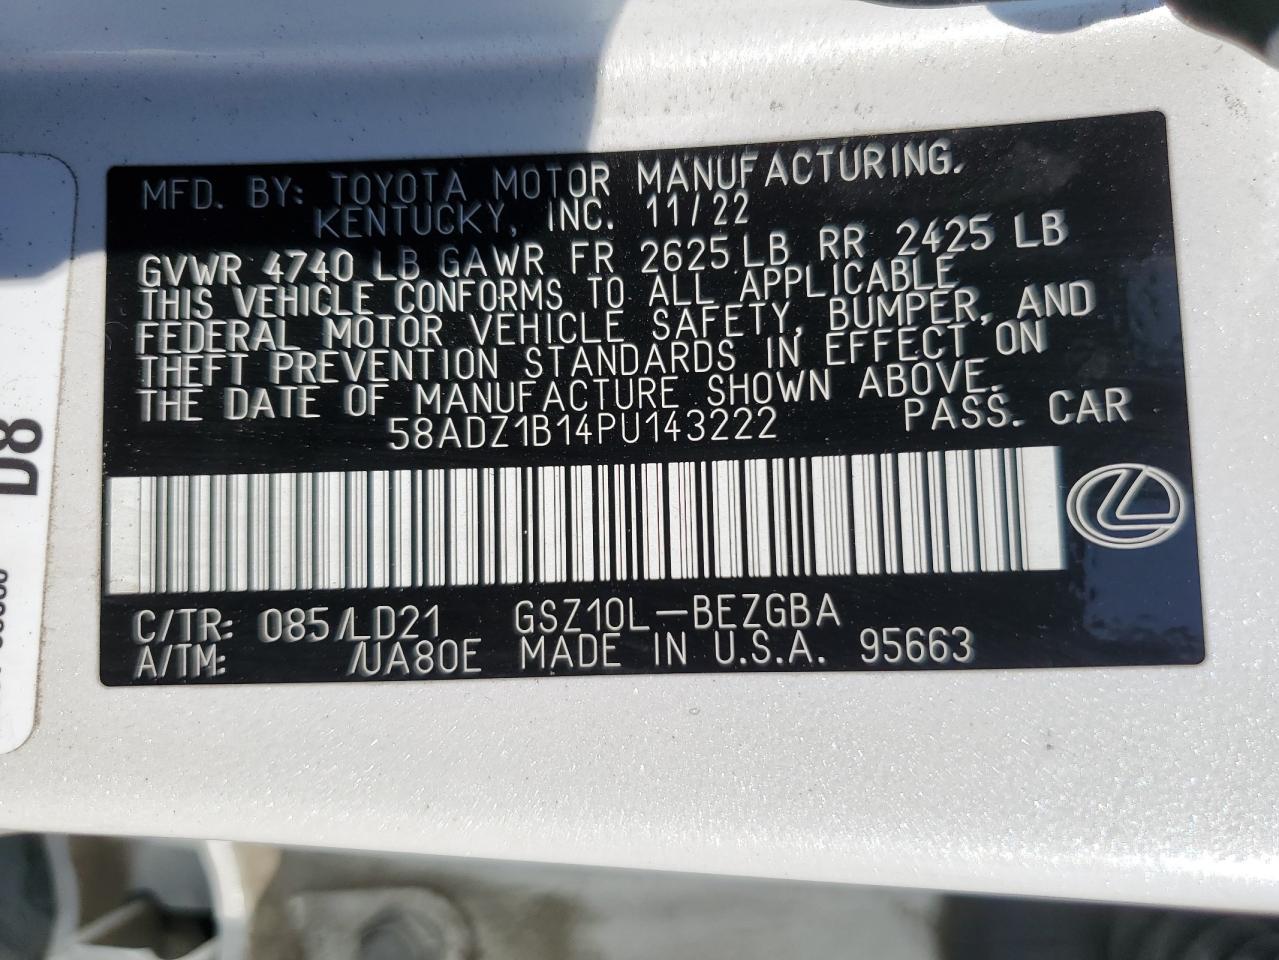 MFD. BY: TOYOTA MOTOR MANUFACTURING.
KENTUCKY, INC. 11/22
GVWR 4740 LB GAWR FR 2625 LB RR 2425 LB
THIS VEHICLE CONFORMS TO ALL APPLICABLE
FEDERAL MOTOR VEHICLE SAFETY, BUMPER, AND
THEFT PREVENTION STANDARDS IN EFFECT ON
THE DATE OF MANUFACTURE SHOWN ABOVE.
58ADZ1B14PU143222 PASS. CAR
C/TR: 085/LD21 GSZ10L-BEZGBA
A/TM: /UA80E MADE IN U.S.A. 95663
D8